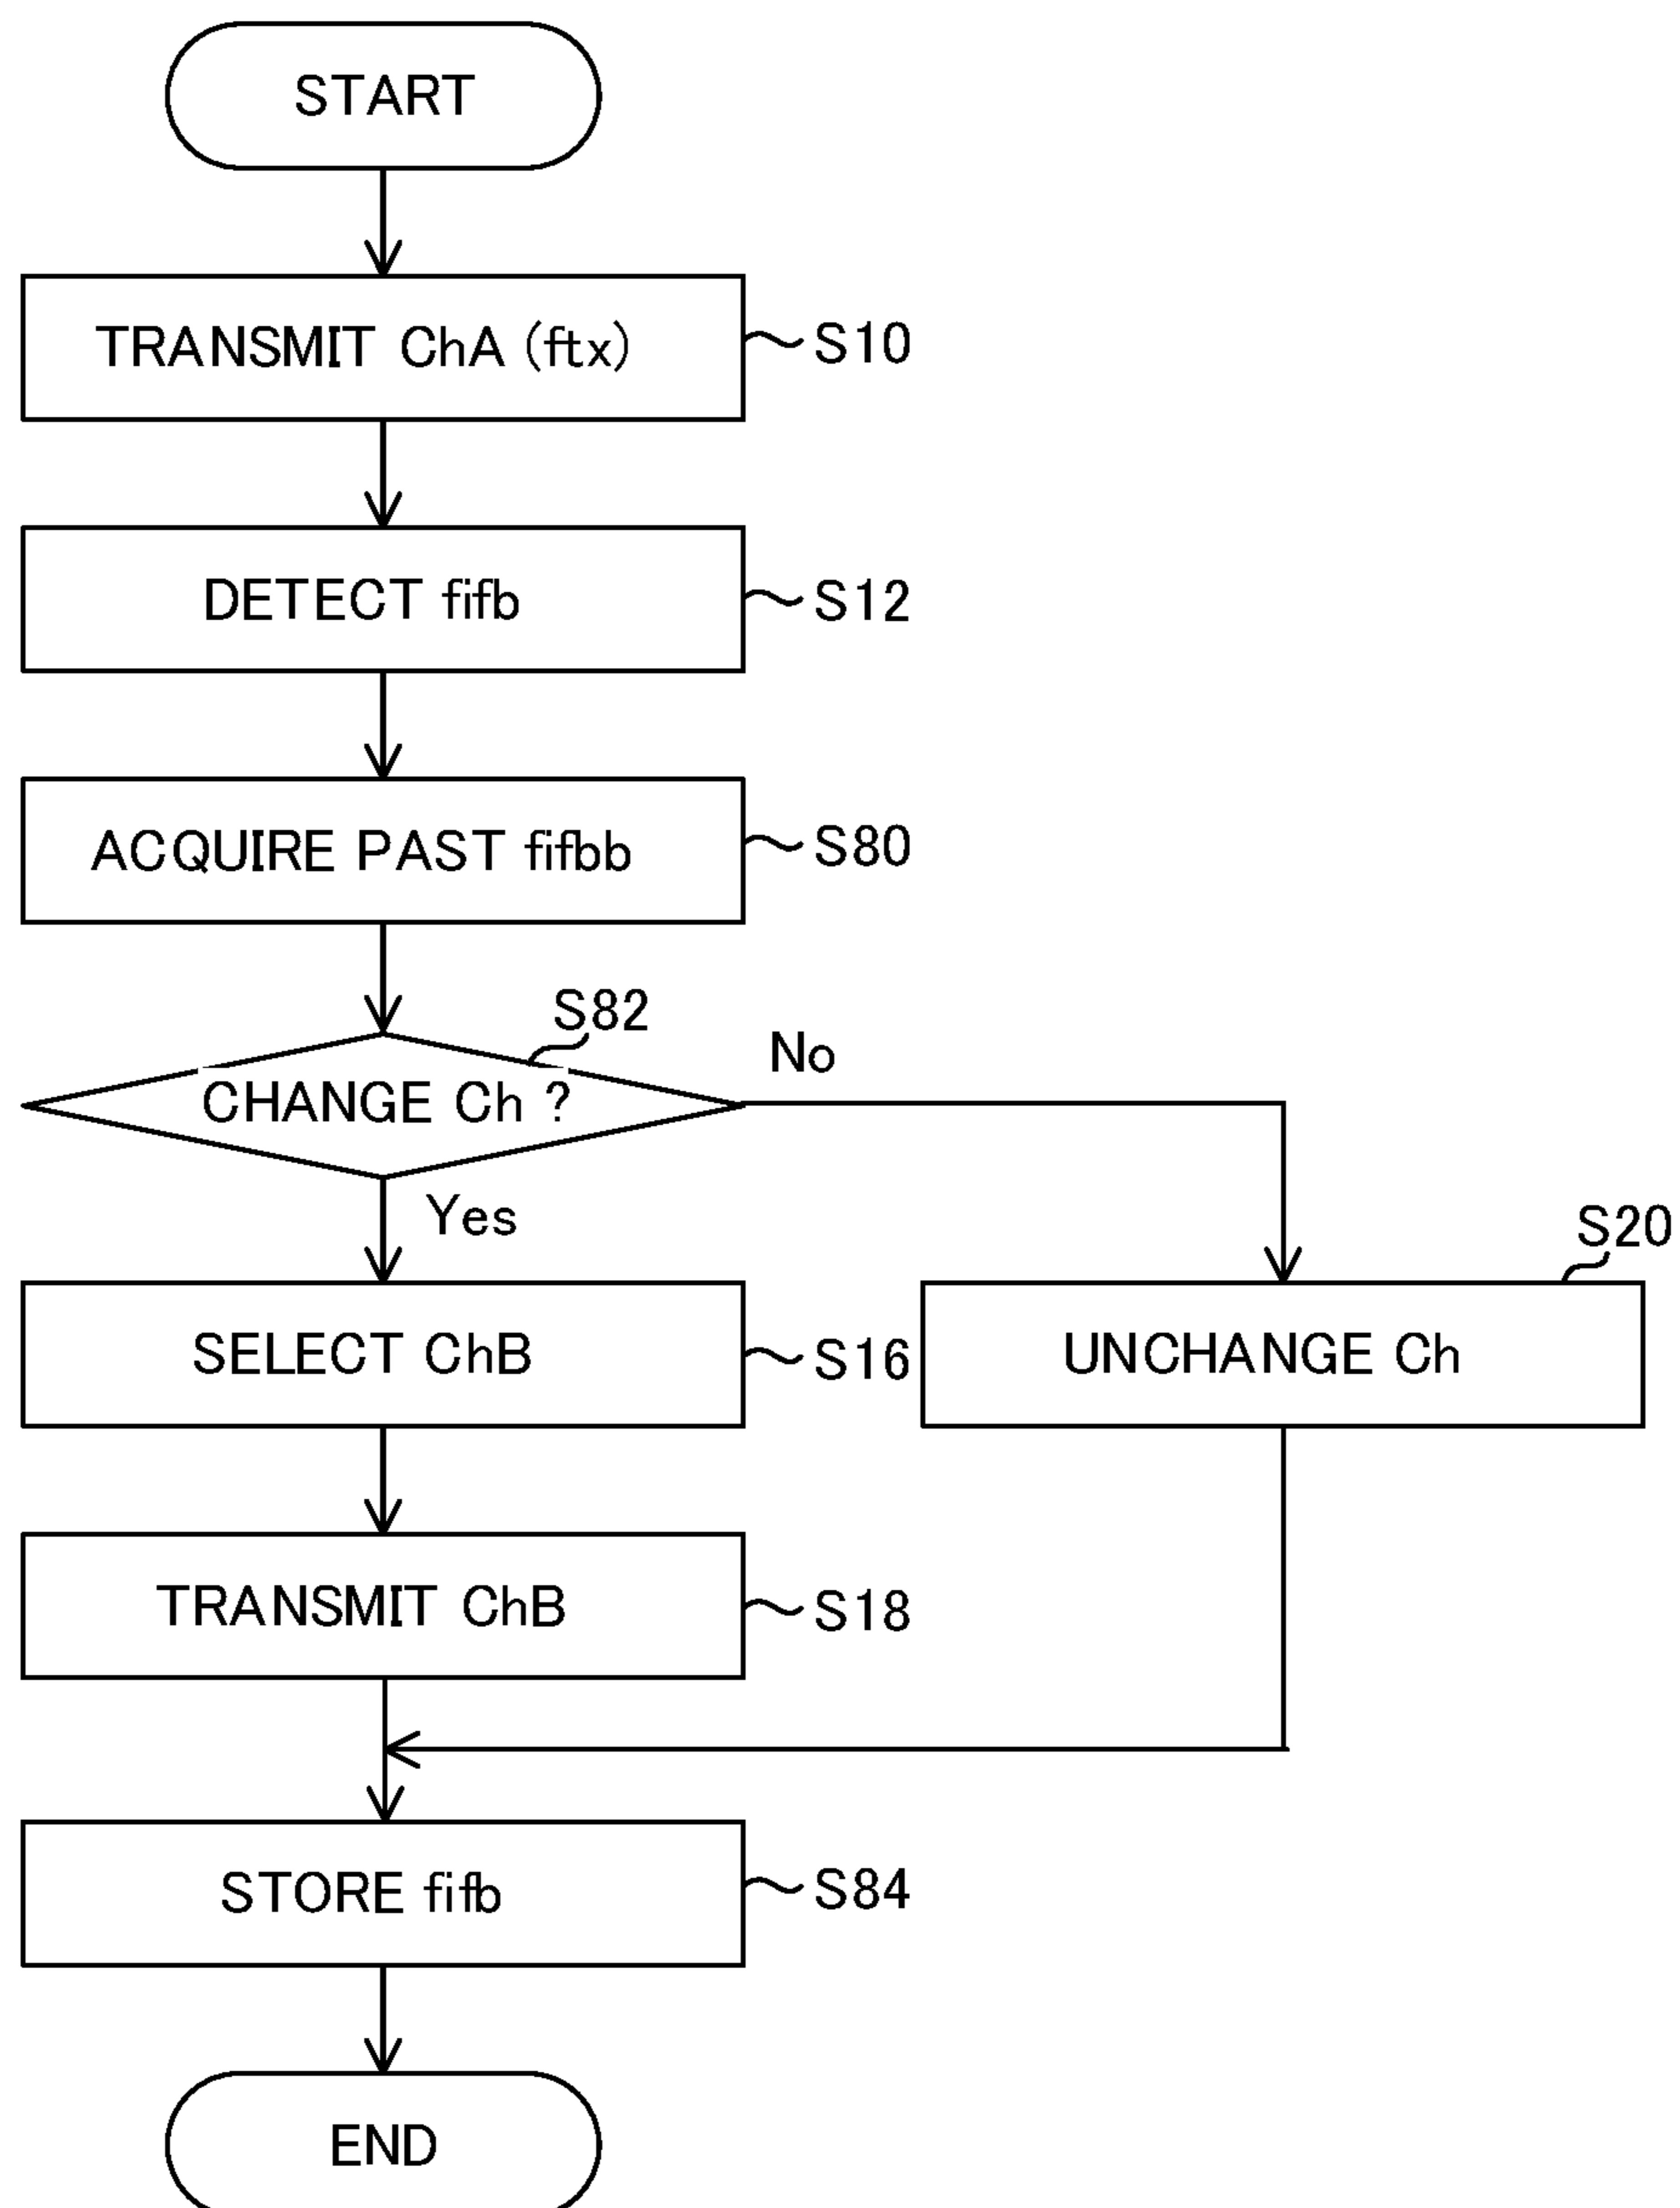 START
TRANSMIT ChA (ftx)
S10
DETECT fifb
S12
ACQUIRE PAST fifbb
S80
S82
CHANGE Ch ?
No
Yes
SELECT ChB
S16
S20
UNCHANGE Ch
TRANSMIT ChB
S18
STORE fifb
S84
END